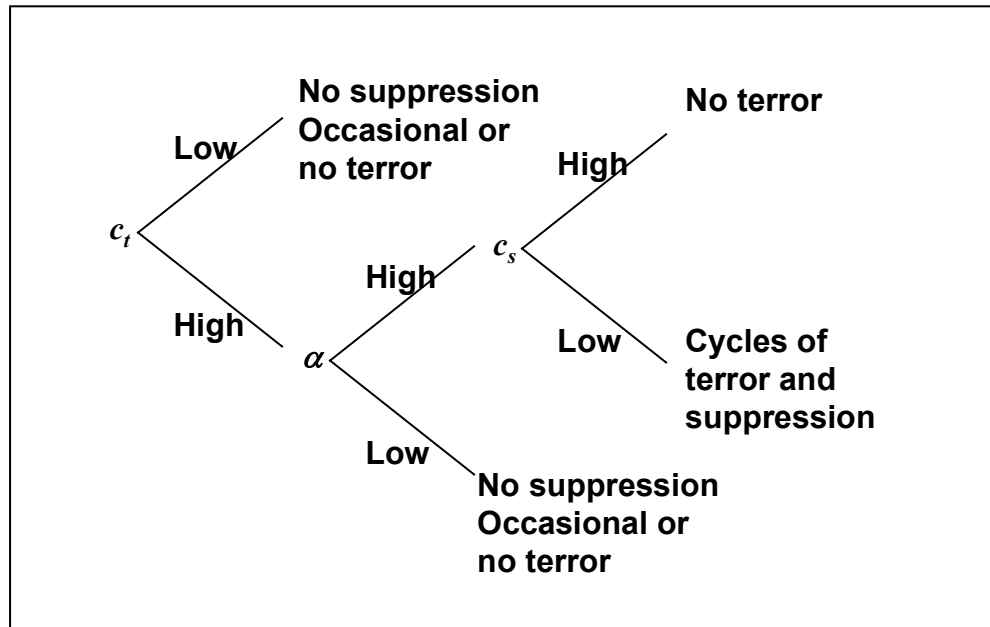 No suppression
Occasional or
no terror
No terror
Low
High
c_t
c_s
High
High
α
Low
Cycles of
terror and
suppression
Low
No suppression
Occasional or
no terror